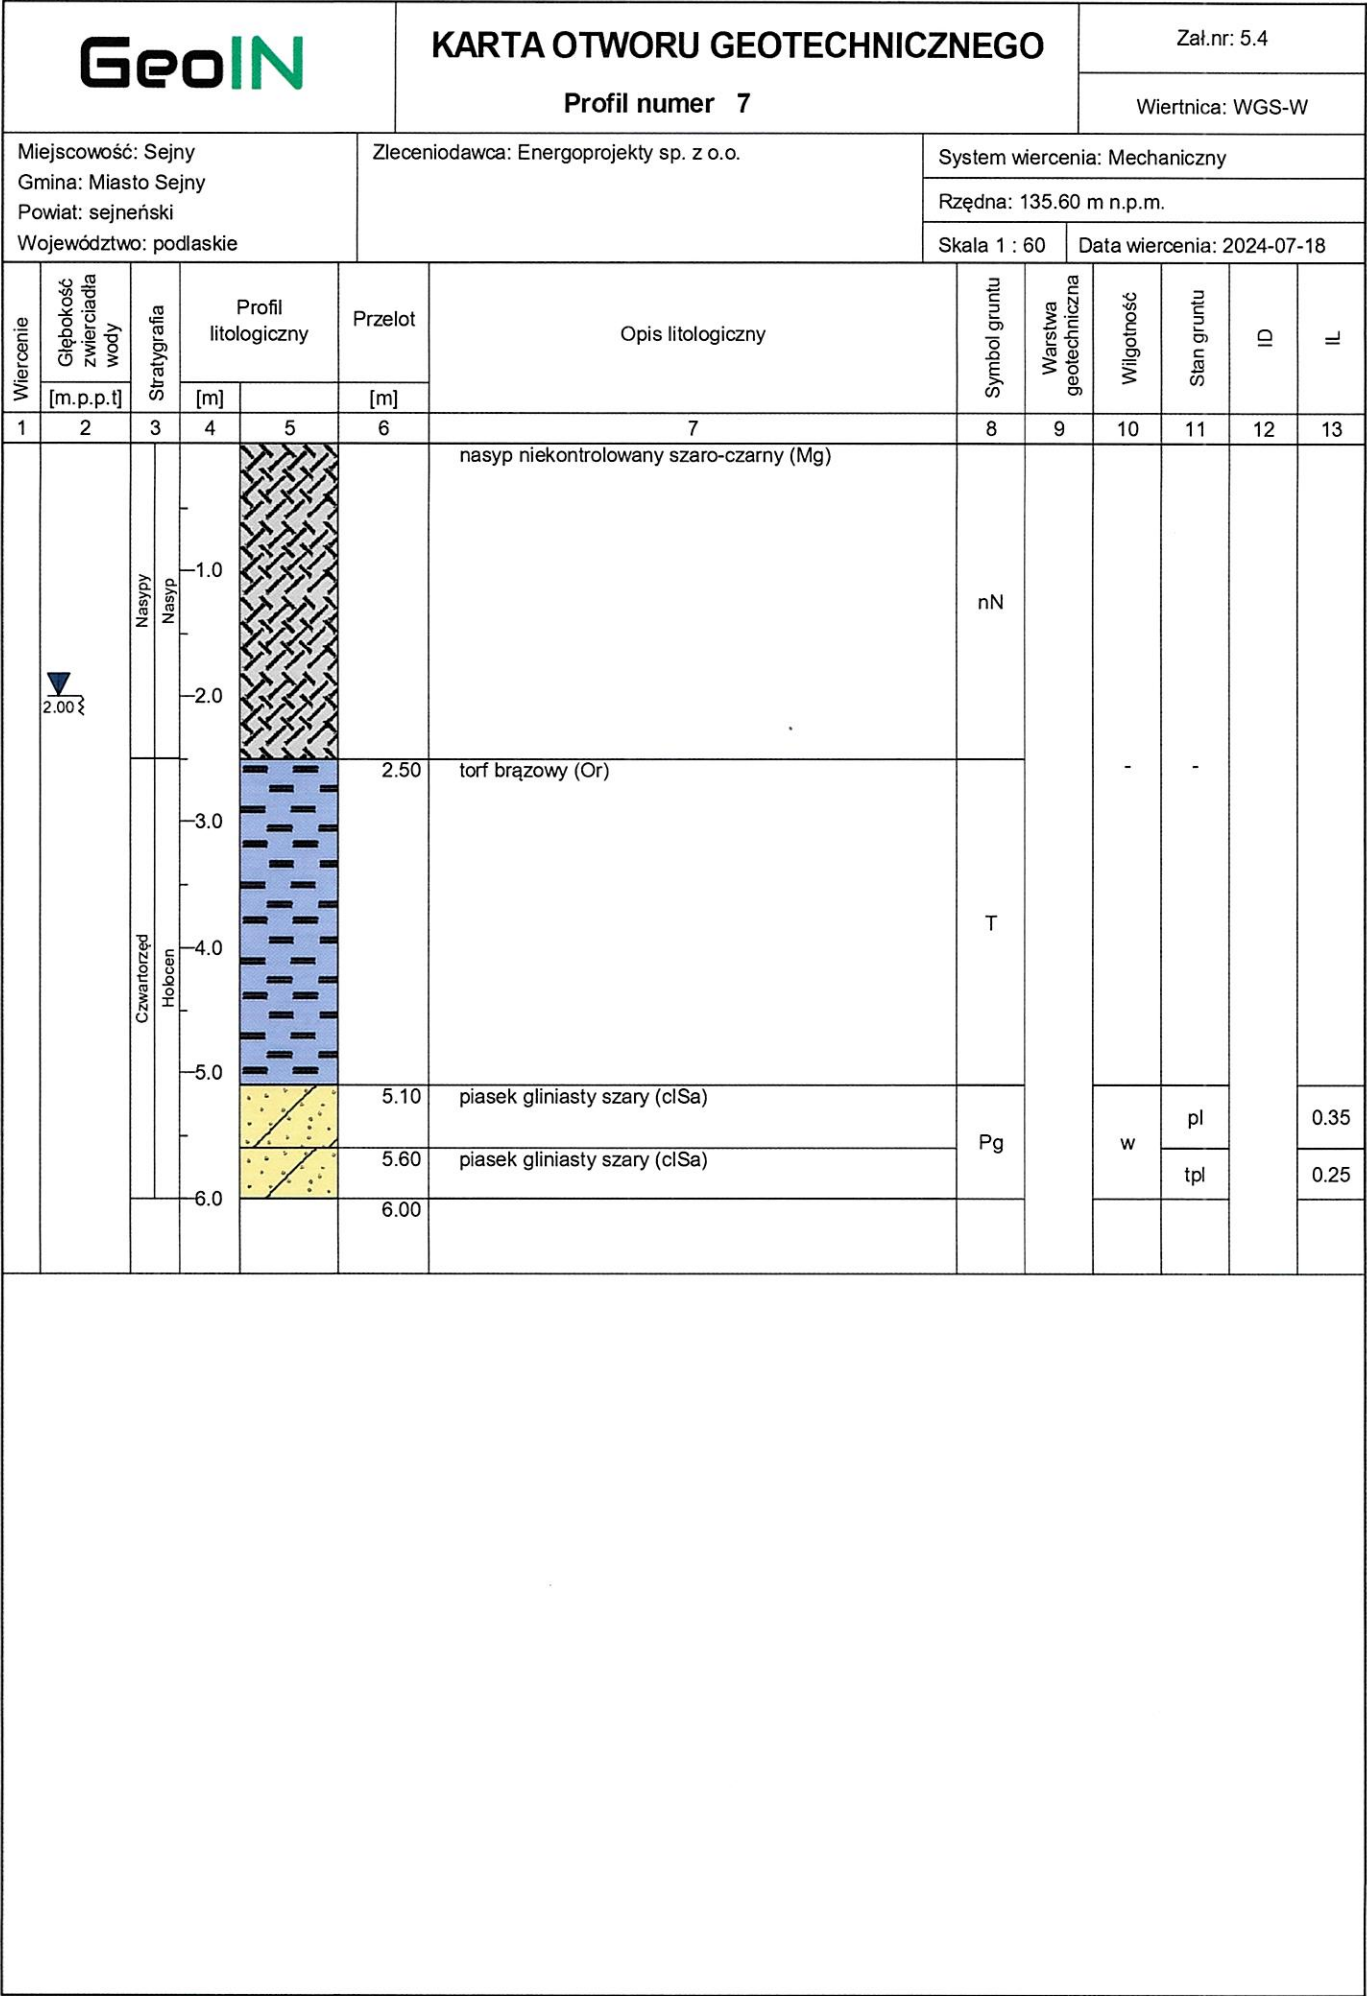 GeoIN
KARTA OTWORU GEOTECHNICZNEGO
Profil numer 7
Zał.nr: 5.4
Wiertnica: WGS-W
Miejscowość: Sejny
Gmina: Miasto Sejny
Powiat: sejneński
Województwo: podlaskie
Zleceniodawca: Energoprojekty sp. z o.o.
System wiercenia: Mechaniczny
Rzędna: 135.60 m n.p.m.
Skala 1 : 60
Data wiercenia: 2024-07-18
Wiercenie
Głębokość
zwierciadła
wody
[m.p.p.t]
Stratygrafia
Profil
litologiczny
[m]
Przelot
[m]
Opis litologiczny
Symbol gruntu
Warstwa
geotechniczna
Wilgotność
Stan gruntu
ID
IL
1 2 3 4 5 6 7 8 9 10 11 12 13
nasyp niekontrolowany szaro-czarny (Mg)
Nasypy
Nasyp
1.0
nN
2.0
2.00
2.50 torf brązowy (Or)
- -
3.0
T
4.0
Czwartorzęd
Holocen
5.0
5.10 piasek gliniasty szary (clSa)
pl 0.35
Pg w
5.60 piasek gliniasty szary (clSa)
tpl 0.25
6.0
6.00